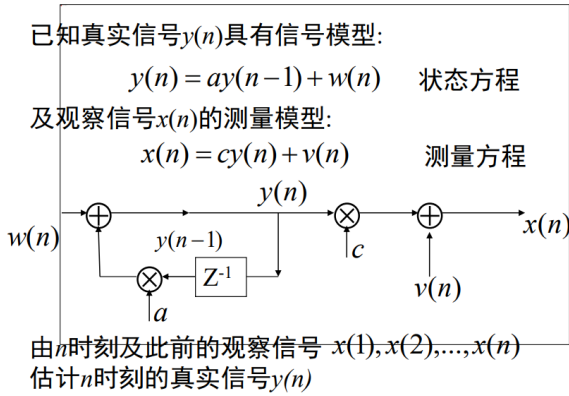 已知真实信号y(n)具有信号模型:
y(n) = ay(n−1) + w(n) 状态方程
及观察信号x(n)的测量模型:
x(n) = cy(n) + v(n) 测量方程
y(n)
w(n)
x(n)
y(n−1)
c
Z-1
v(n)
a
由n时刻及此前的观察信号 x(1), x(2),..., x(n)
估计n时刻的真实信号y(n)